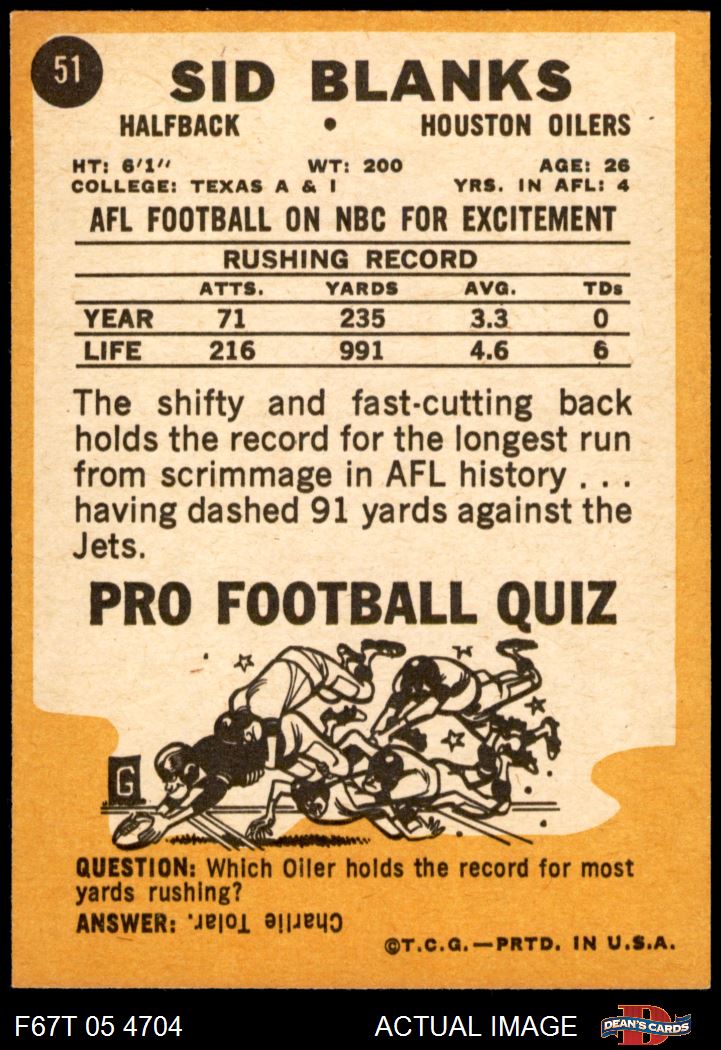 51
SID BLANKS
HALFBACK • HOUSTON OILERS
HT: 6'1" WT: 200 AGE: 26
COLLEGE: TEXAS A & I YRS. IN AFL: 4
AFL FOOTBALL ON NBC FOR EXCITEMENT
RUSHING RECORD
ATTS. YARDS AVG. TDs
YEAR 71 235 3.3 0
LIFE 216 991 4.6 6
The shifty and fast-cutting back
holds the record for the longest run
from scrimmage in AFL history . . .
having dashed 91 yards against the
Jets.
PRO FOOTBALL QUIZ
G
QUESTION: Which Oiler holds the record for most
yards rushing?
ANSWER: Charlie Tolar.
©T.C.G.—PRTD. IN U.S.A.
F67T 05 4704 ACTUAL IMAGE D DEAN'S CARDS